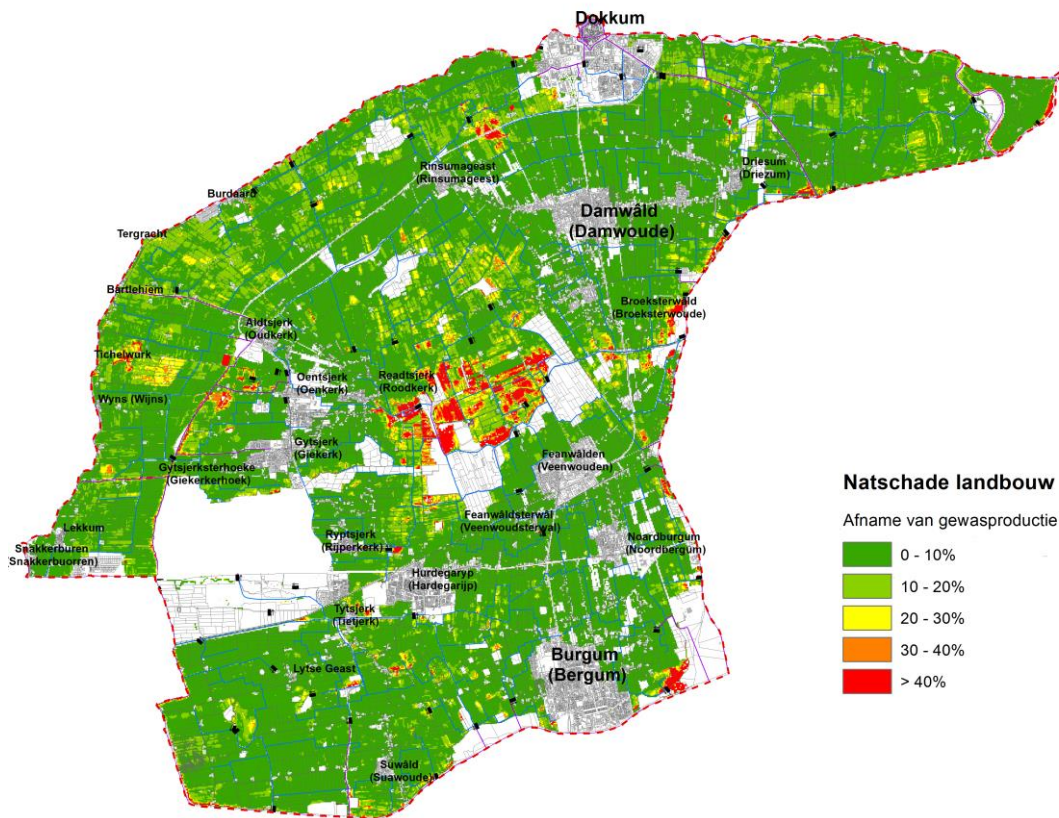 Dokkum
Rinsumageast
(Rinsumageest)
Driesum
(Driezum)
Burdaard
Damwâld
(Damwoude)
Tergracht
Bartlehiem
Broeksterwâld
(Broeksterwoude)
Aldtsjerk
(Oudkerk)
Tichelwurk
Oentsjerk
(Oenkerk)
Readtsjerk
(Roodkerk)
Wyns (Wijns)
Gytsjerk
(Giekerk)
Feanwâlden
(Veenwouden)
Gytsjerksterhoeke
(Giekerkerhoek)
Natschade landbouw
Afname van gewasproductie
0 - 10%
10 - 20%
20 - 30%
30 - 40%
> 40%
Feanwâldsterwâl
(Veenwoudsterwal)
Lekkum
Snakkerburen
(Snakkerbuorren)
Ryptsjerk
(Rijperkerk)
Noardburgum
(Noordbergum)
Hurdegaryp
(Hardegarijp)
Tytsjerk
(Tietjerk)
Lytse Geast
Burgum
(Bergum)
Suwâld
(Suawoude)